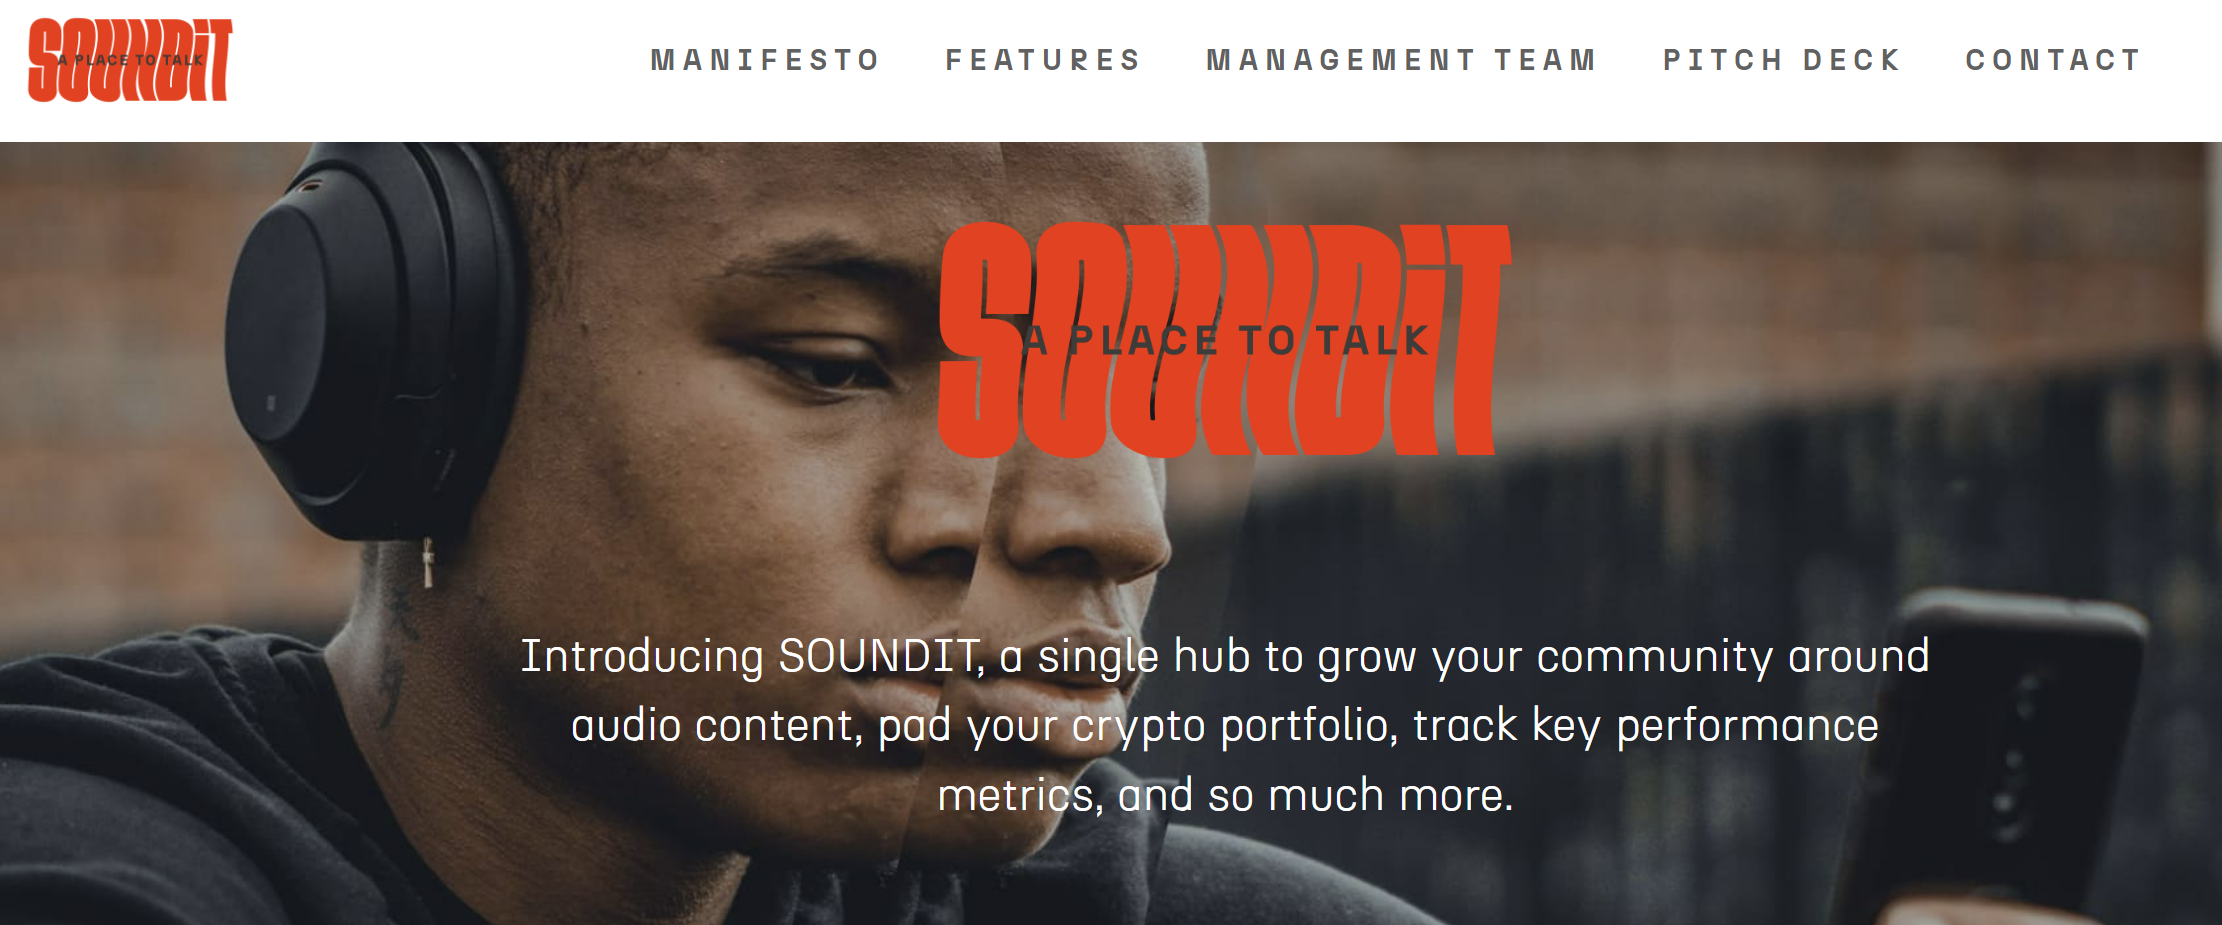 SOUNDiT
A PLACE TO TALK
MANIFESTO FEATURES MANAGEMENT TEAM PITCH DECK CONTACT
SOUNDiT
A PLACE TO TALK
Introducing SOUNDIT, a single hub to grow your community around
audio content, pad your crypto portfolio, track key performance
metrics, and so much more.